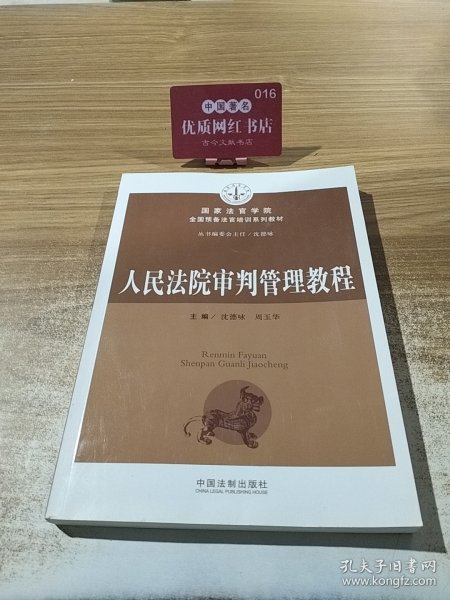 016
中国著名
优质网红书店
古今文献书店
国家法官学院
全国预备法官培训系列教材
丛书编委会主任/沈德咏
人民法院审判管理教程
主编/沈德咏 周玉华
Renmin Fayuan
Shenpan Guanli Jiaocheng
中国法制出版社
CHINA LEGAL PUBLISHING HOUSE
孔夫子旧书网
www.kongfz.com